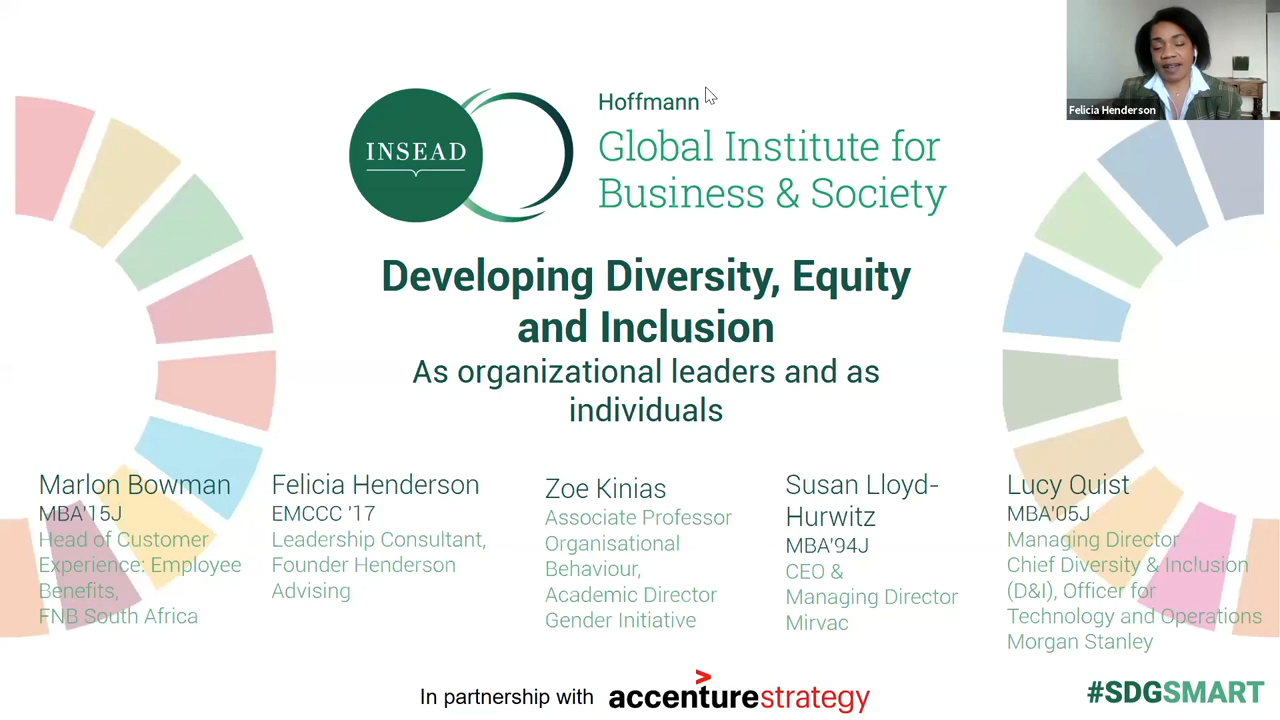 Felicia Henderson
INSEAD
Hoffmann
Global Institute for
Business & Society
Developing Diversity, Equity
and Inclusion
As organizational leaders and as
individuals
Marlon Bowman
MBA'15J
Head of Customer
Experience: Employee
Benefits,
FNB South Africa
Felicia Henderson
EMCCC '17
Leadership Consultant,
Founder Henderson
Advising
Zoe Kinias
Associate Professor
Organisational
Behaviour,
Academic Director
Gender Initiative
Susan Lloyd-
Hurwitz
MBA'94J
CEO &
Managing Director
Mirvac
Lucy Quist
MBA'05J
Managing Director
Chief Diversity & Inclusion
(D&I), Officer for
Technology and Operations
Morgan Stanley
In partnership with accenturestrategy
#SDGSMART